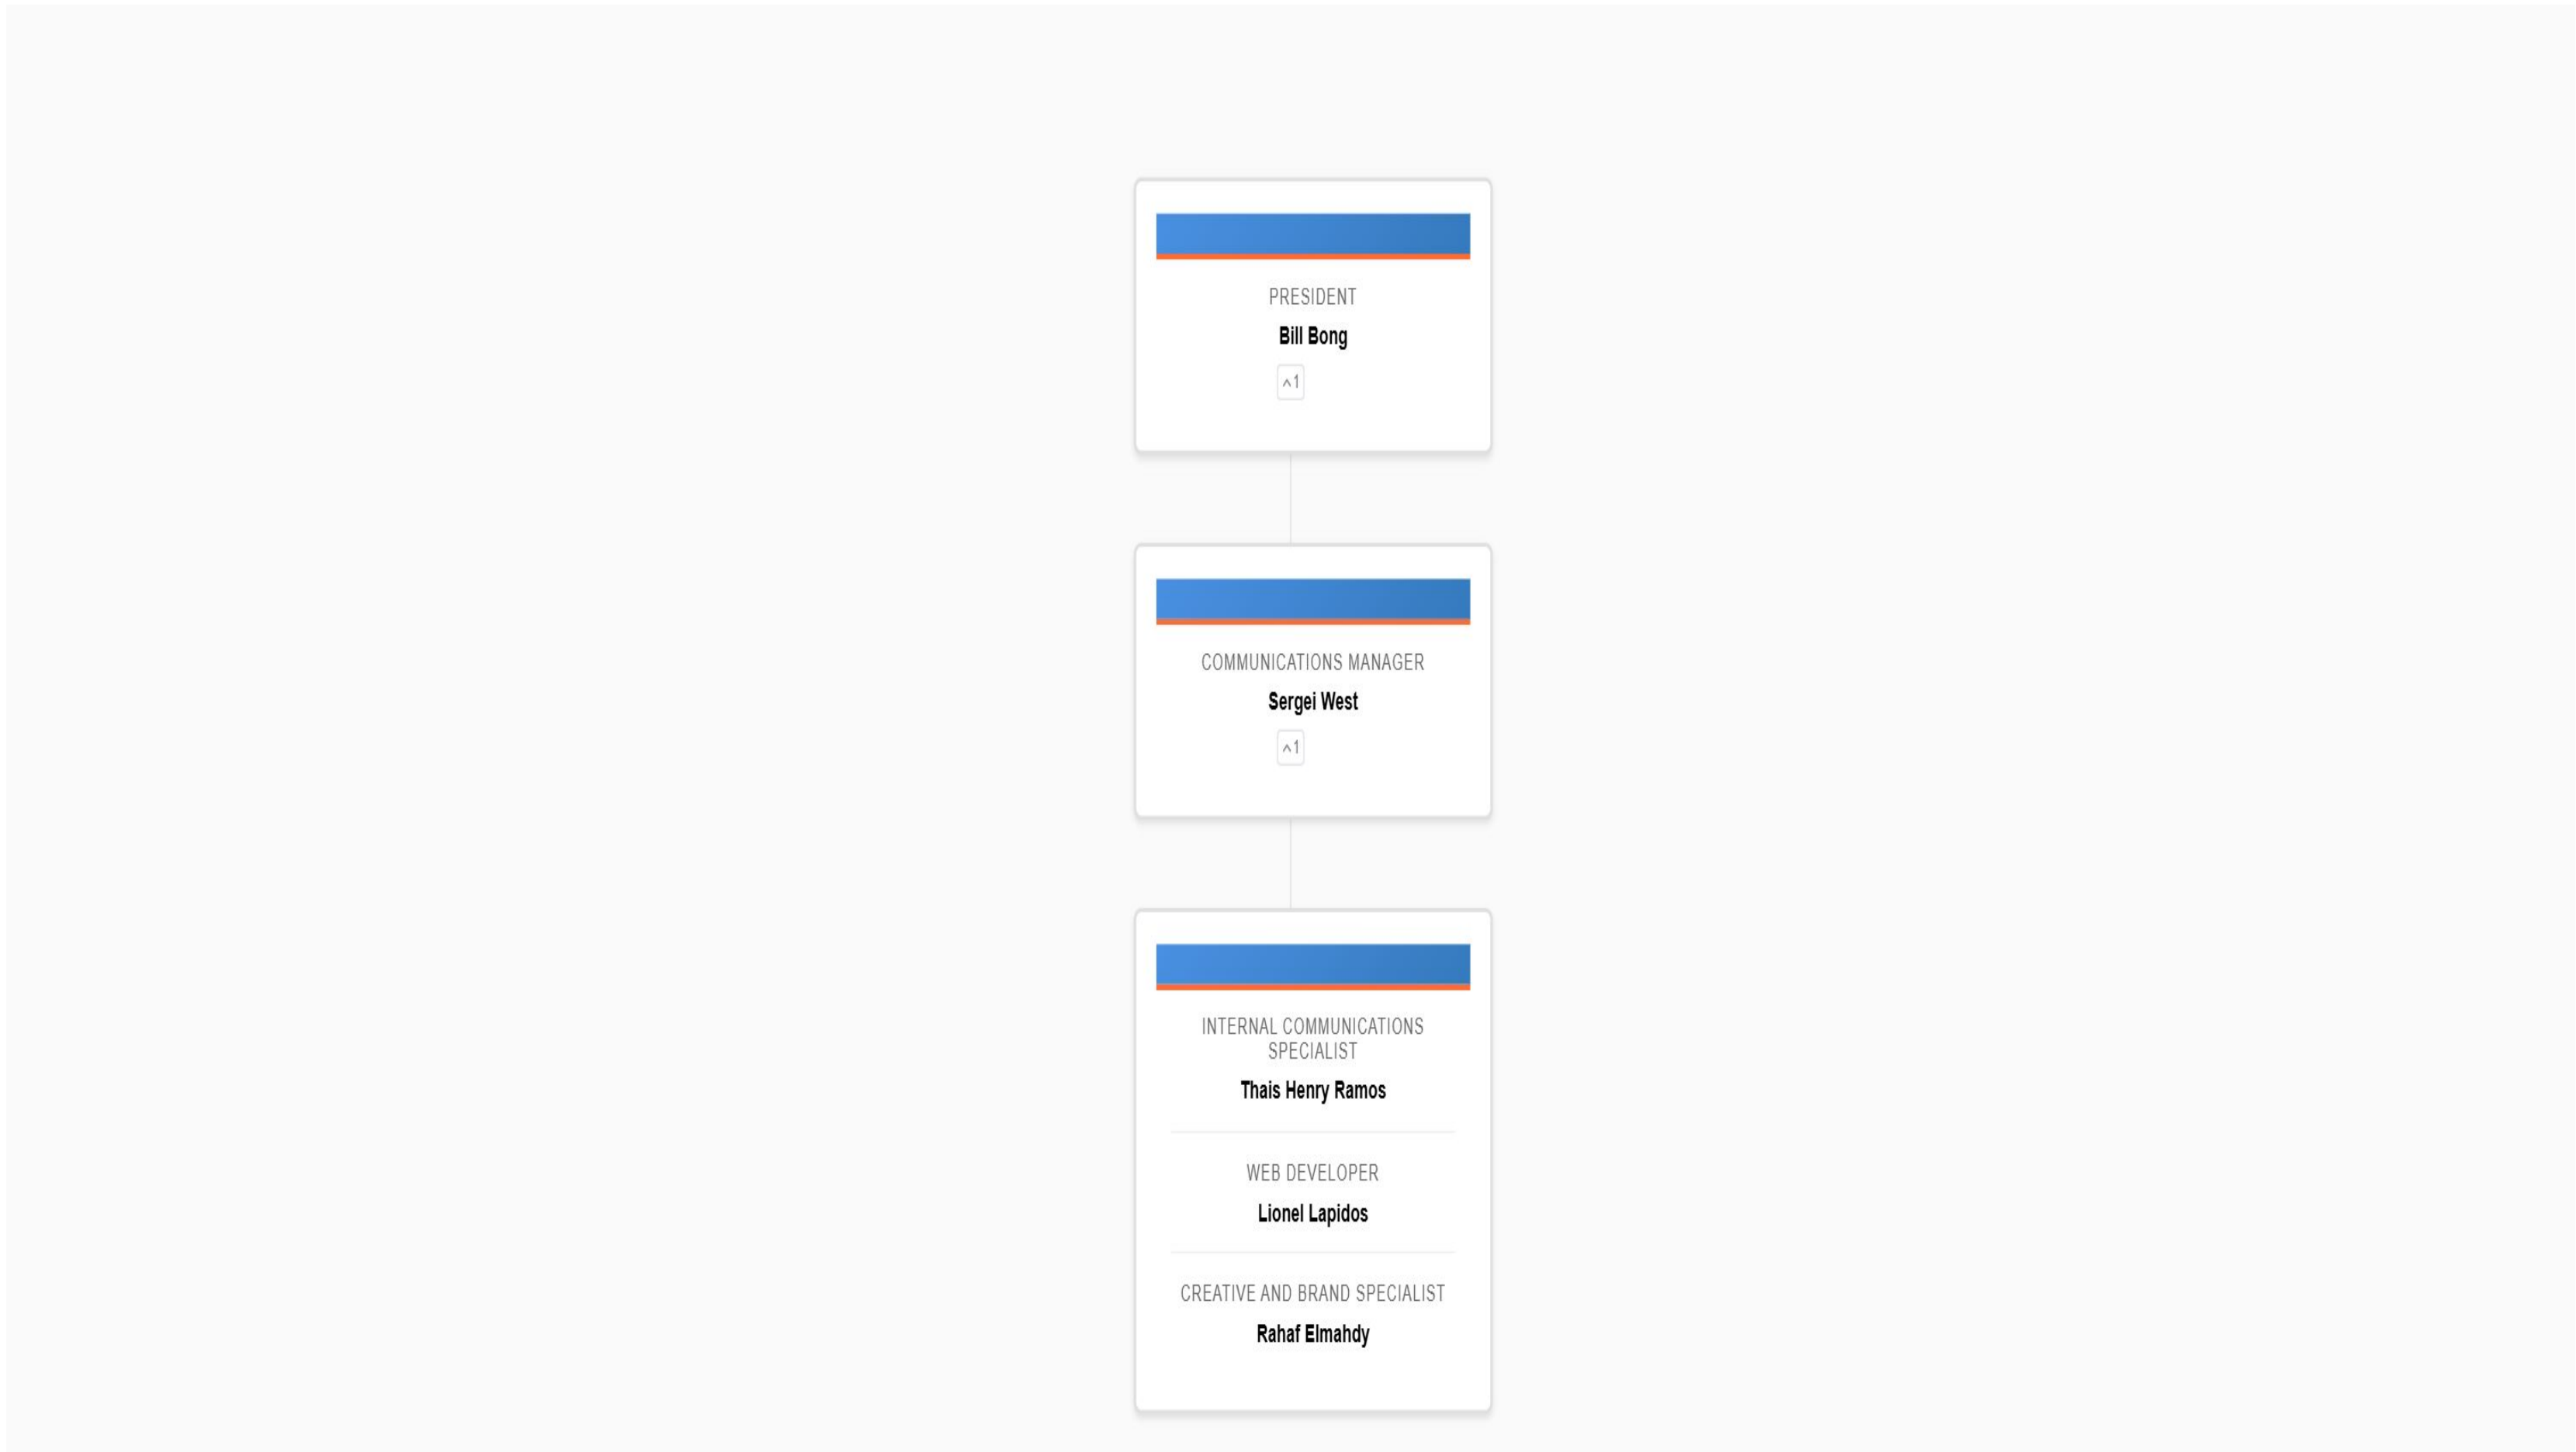 PRESIDENT
Bill Bong
^1
COMMUNICATIONS MANAGER
Sergei West
^1
INTERNAL COMMUNICATIONS
SPECIALIST
Thais Henry Ramos
WEB DEVELOPER
Lionel Lapidos
CREATIVE AND BRAND SPECIALIST
Rahaf Elmahdy